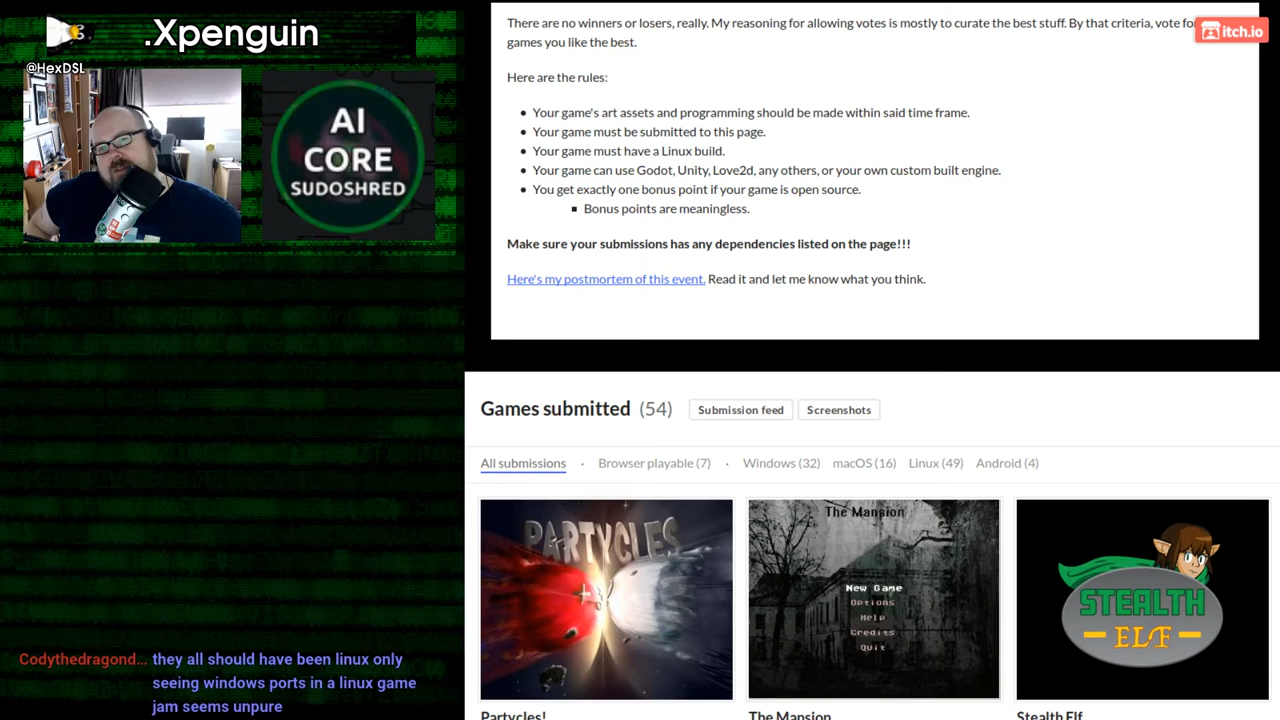 .Xpenguin
@HexDSL
AI
CORE
SUDOSHRED
There are no winners or losers, really. My reasoning for allowing votes is mostly to curate the best stuff. By that criteria, vote
games you like the best.
itch.io
Here are the rules:
Your game's art assets and programming should be made within said time frame.
Your game must be submitted to this page.
Your game must have a Linux build.
Your game can use Godot, Unity, Love2d, any others, or your own custom built engine.
You get exactly one bonus point if your game is open source.
Bonus points are meaningless.
Make sure your submissions has any dependencies listed on the page!!!
Here's my postmortem of this event. Read it and let me know what you think.
Games submitted (54) Submission feed Screenshots
All submissions · Browser playable (7) · Windows (32) macOS (16) Linux (49) Android (4)
PARTYCLES
The Mansion
New Game
Options
Help
Credits
Quit
STEALTH
ELF
Partycles! The Mansion Stealth Elf
Codythedragond... they all should have been linux only
seeing windows ports in a linux game
jam seems unpure